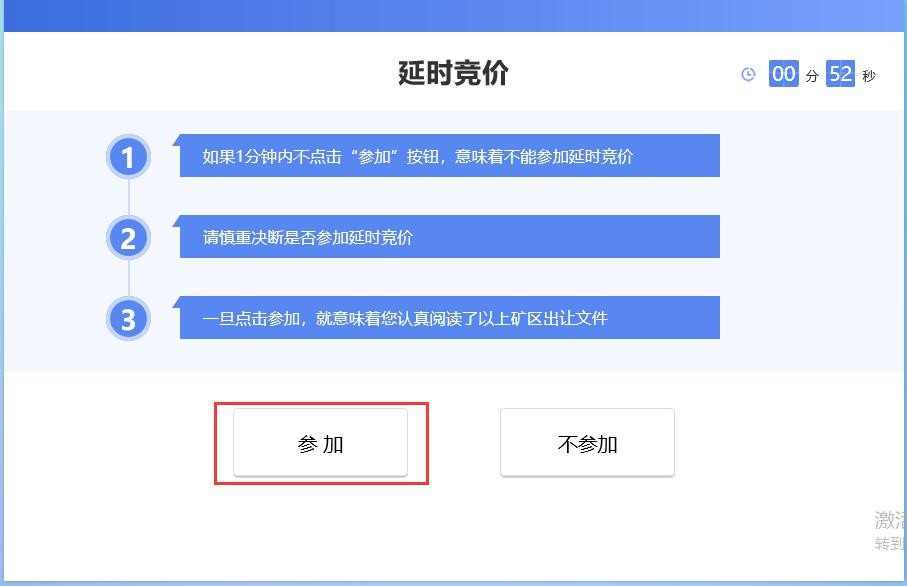 延时竞价
00 分 52 秒
1 如果1分钟内不点击“参加”按钮，意味着不能参加延时竞价
2 请慎重决断是否参加延时竞价
3 一旦点击参加，就意味着您认真阅读了以上矿区出让文件
参 加 不参加
激
转到